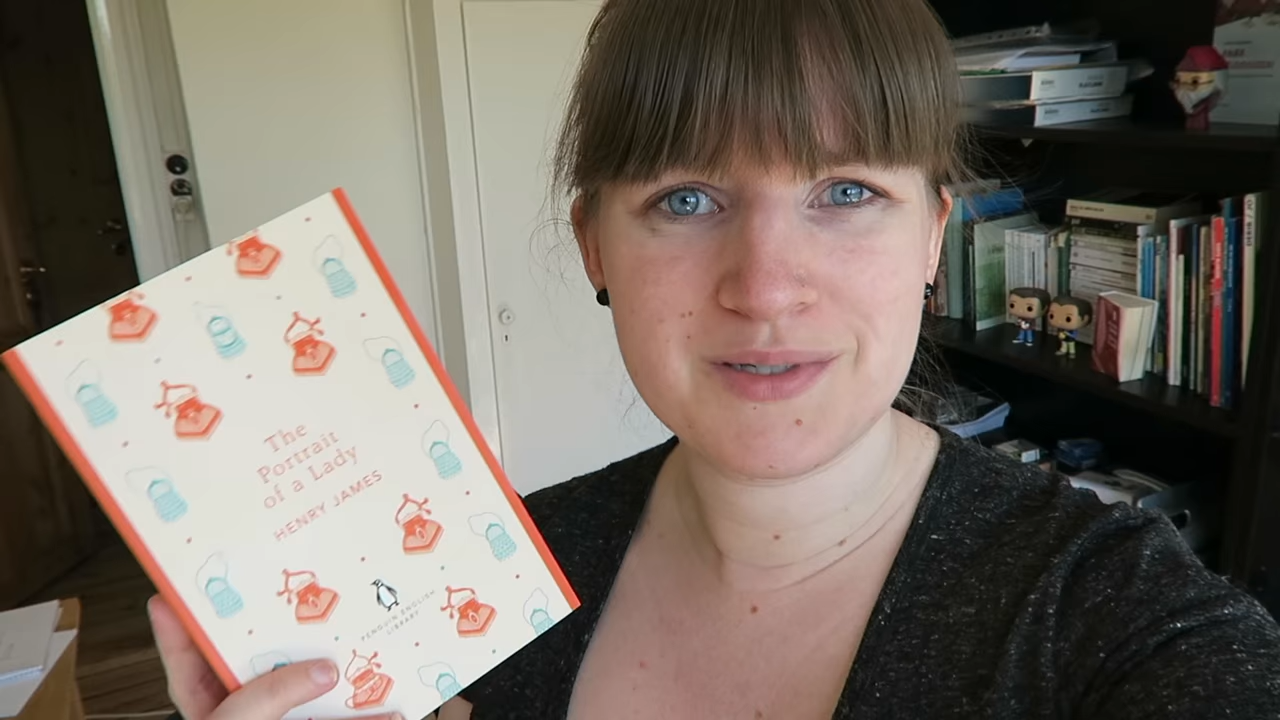 The
Portrait
of a Lady
HENRY JAMES
PENGUIN ENGLISH
LIBRARY